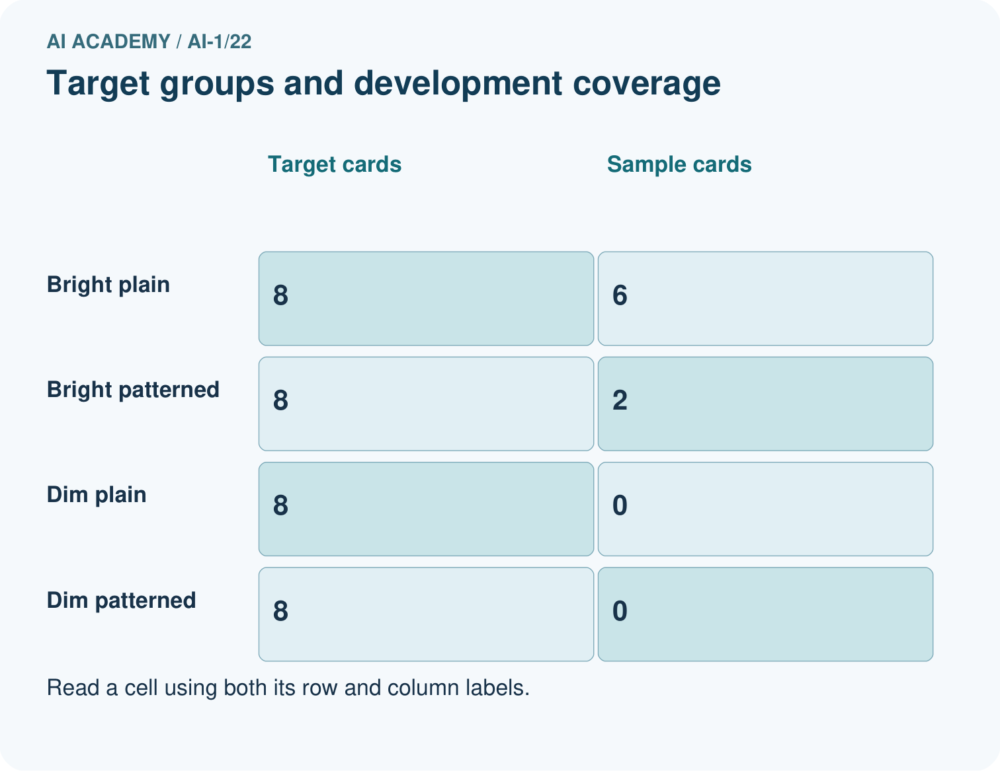 AI ACADEMY / AI-1/22
Target groups and development coverage
Target cards Sample cards
Bright plain 8 6
Bright patterned 8 2
Dim plain 8 0
Dim patterned 8 0
Read a cell using both its row and column labels.